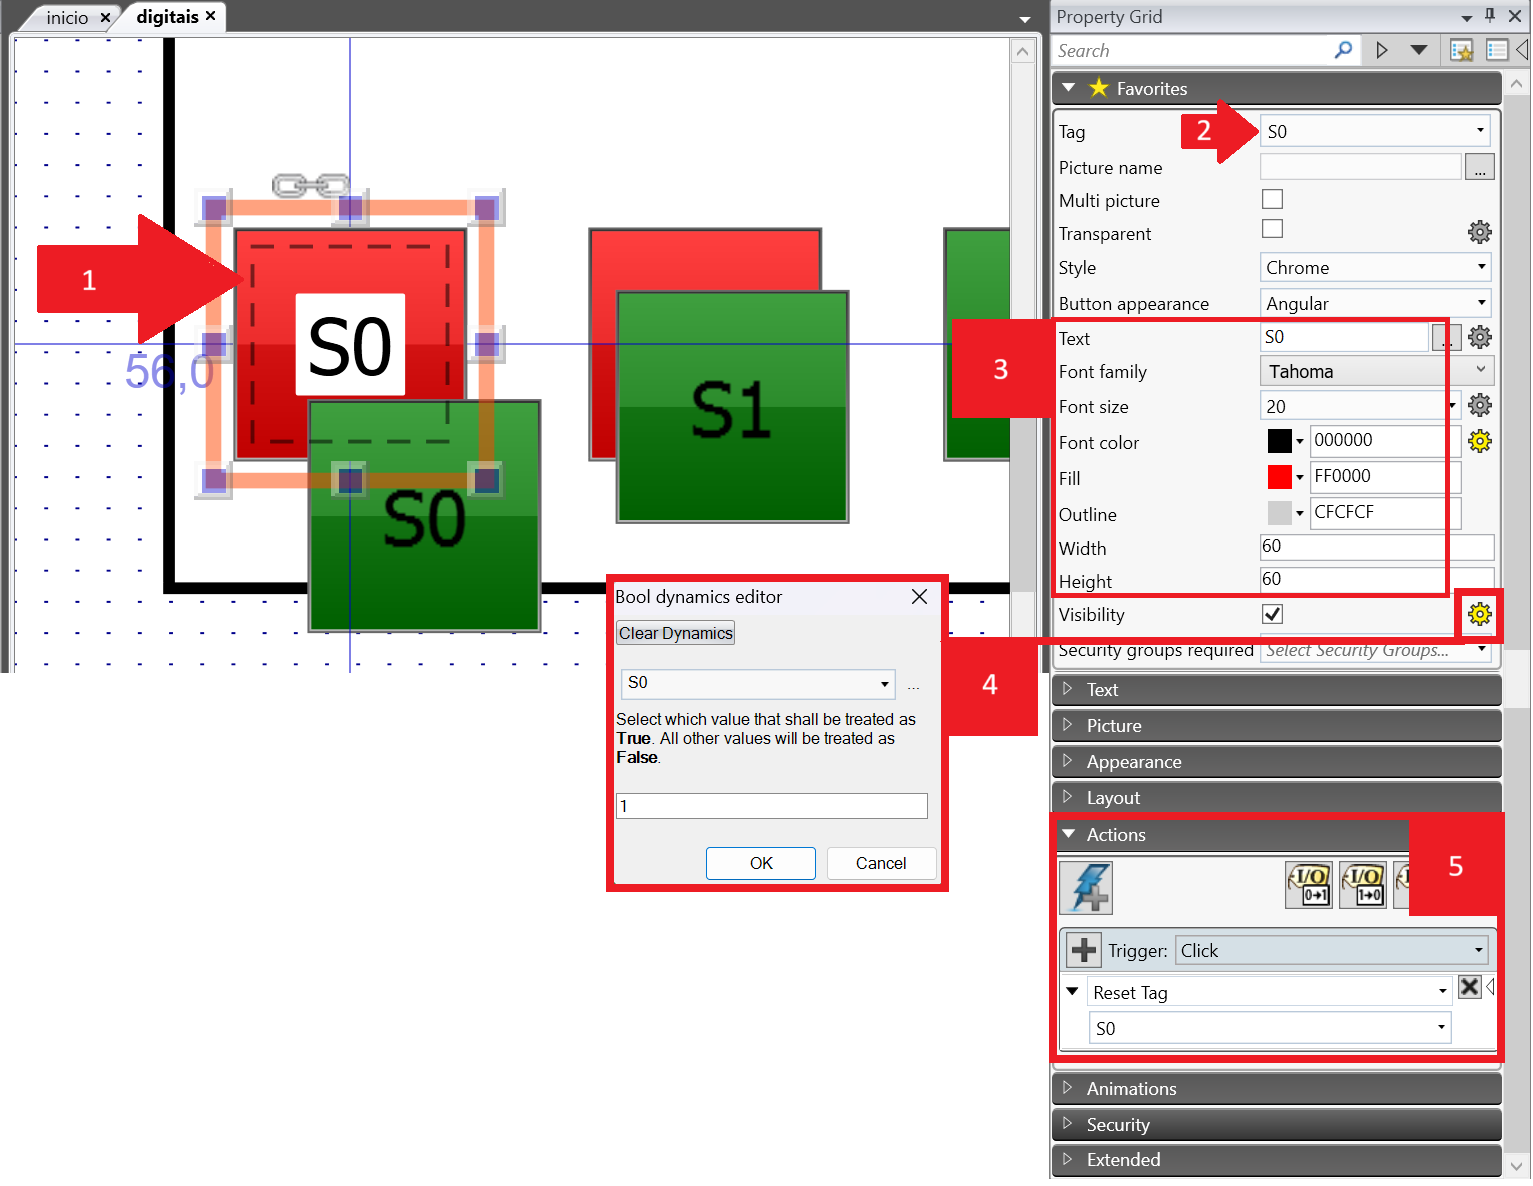 inicio
digitais
Property Grid
Search
Favorites
Tag
2
S0
Picture name
...
Multi picture
Transparent
Style
Chrome
Button appearance
Angular
1
S0
56,0
S0
S1
3
Text
S0
...
Font family
Tahoma
Font size
20
Font color
000000
Fill
FF0000
Outline
CFCFCF
Width
60
Height
60
Visibility
Security groups required
Select Security Groups...
Bool dynamics editor
Clear Dynamics
S0
...
Select which value that shall be treated as
True. All other values will be treated as
False.
1
OK
Cancel
4
Text
Picture
Appearance
Layout
Actions
5
I/O
0→1
I/O
1→0
Trigger:
Click
Reset Tag
S0
Animations
Security
Extended